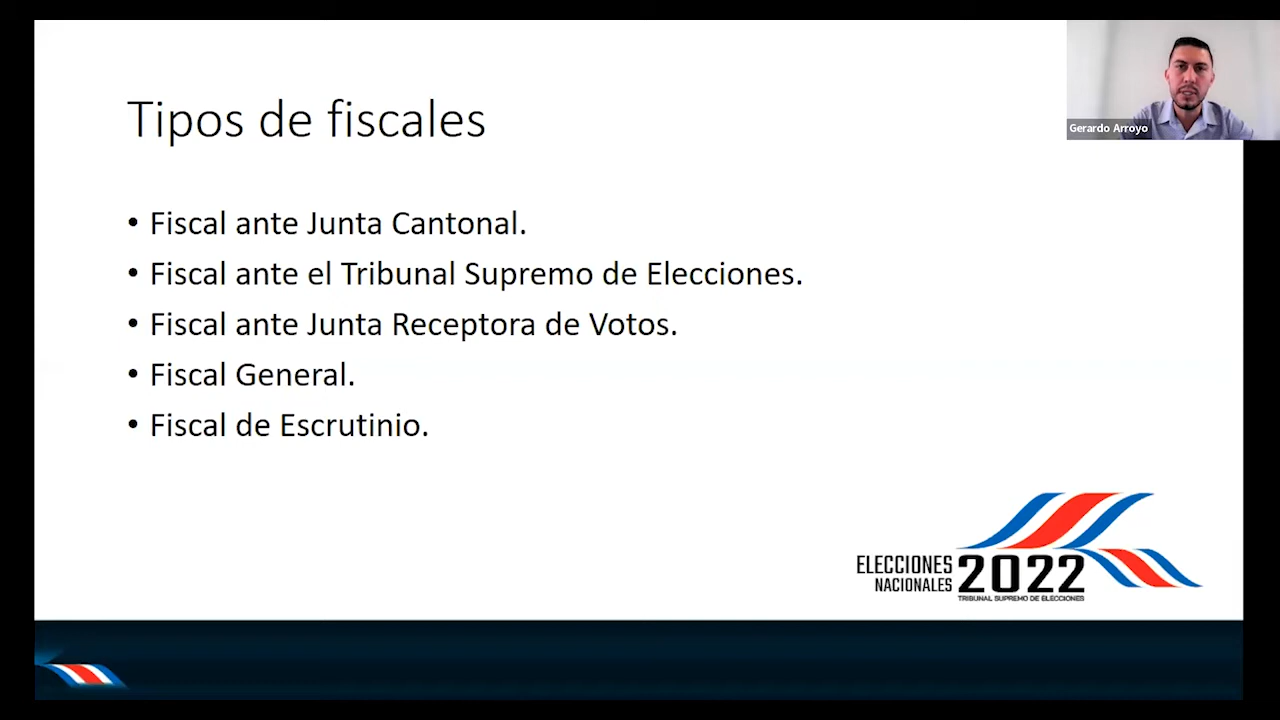 Tipos de fiscales
Gerardo Arroyo
• Fiscal ante Junta Cantonal.
• Fiscal ante el Tribunal Supremo de Elecciones.
• Fiscal ante Junta Receptora de Votos.
• Fiscal General.
• Fiscal de Escrutinio.
ELECCIONES
NACIONALES
2022
TRIBUNAL SUPREMO DE ELECCIONES